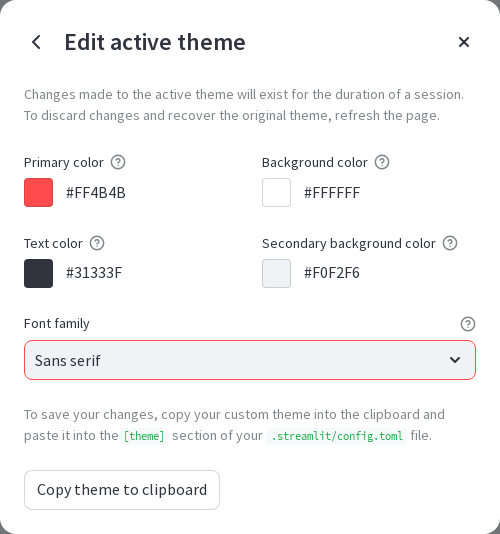 Edit active theme
Changes made to the active theme will exist for the duration of a session.
To discard changes and recover the original theme, refresh the page.
Primary color
Background color
#FF4B4B
#FFFFFF
Text color
Secondary background color
#31333F
#F0F2F6
Font family
Sans serif
To save your changes, copy your custom theme into the clipboard and
paste it into the [theme] section of your .streamlit/config.toml file.
Copy theme to clipboard